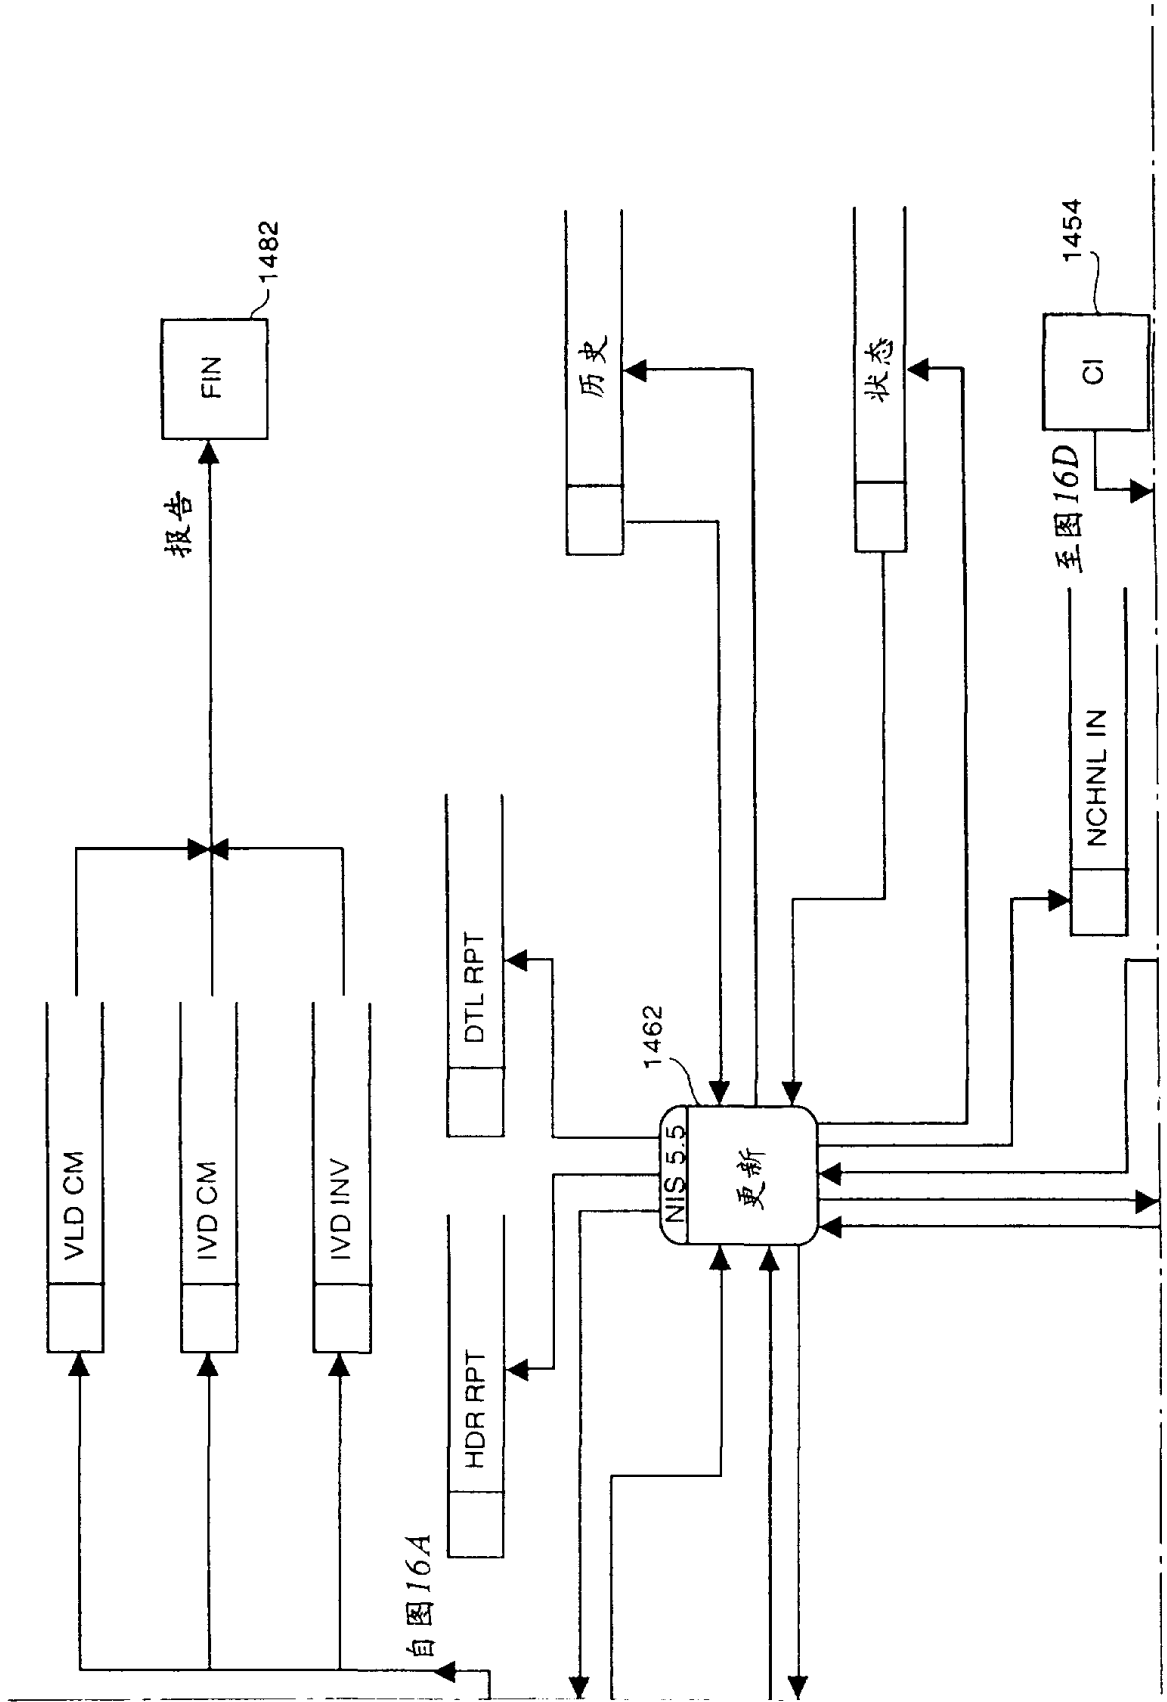 VLD CM
IVD CM
IVD INV
报告
FIN
1482
自图16A
HDR RPT
DTL RPT
历史
NIS 5.5
更新
1462
状态
NCHNL IN
至图16D
CI
1454